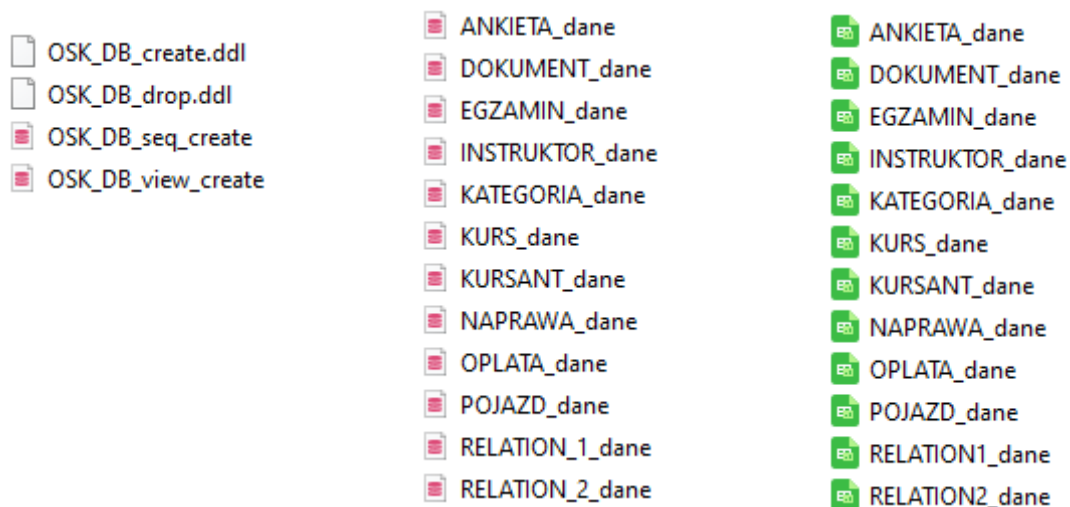 OSK_DB_create.ddl
OSK_DB_drop.ddl
OSK_DB_seq_create
OSK_DB_view_create
ANKIETA_dane
DOKUMENT_dane
EGZAMIN_dane
INSTRUKTOR_dane
KATEGORIA_dane
KURS_dane
KURSANT_dane
NAPRAWA_dane
OPLATA_dane
POJAZD_dane
RELATION_1_dane
RELATION_2_dane
ANKIETA_dane
DOKUMENT_dane
EGZAMIN_dane
INSTRUKTOR_dane
KATEGORIA_dane
KURS_dane
KURSANT_dane
NAPRAWA_dane
OPLATA_dane
POJAZD_dane
RELATION1_dane
RELATION2_dane